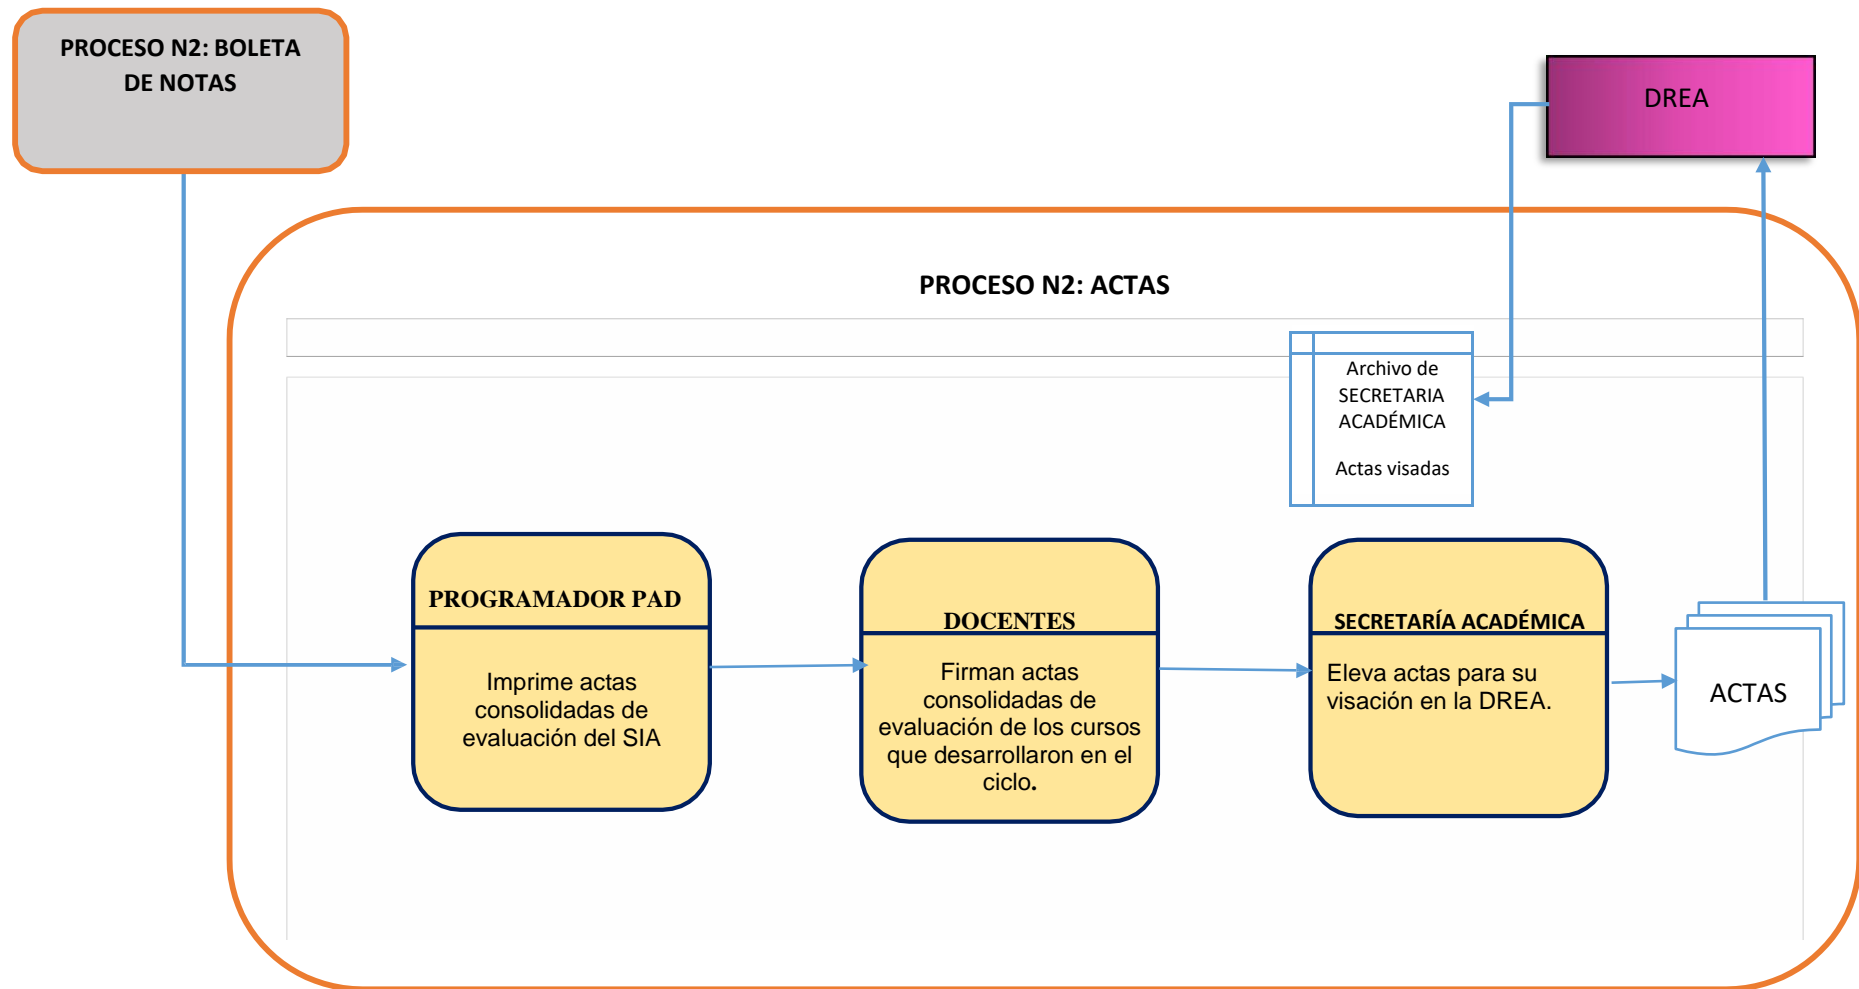 PROCESO N2: BOLETA
DE NOTAS
DREA
PROCESO N2: ACTAS
Archivo de
SECRETARIA
ACADÉMICA
Actas visadas
PROGRAMADOR PAD
Imprime actas
consolidadas de
evaluación del SIA
DOCENTES
Firman actas
consolidadas de
evaluación de los cursos
que desarrollaron en el
ciclo.
SECRETARÍA ACADÉMICA
Eleva actas para su
visación en la DREA.
ACTAS